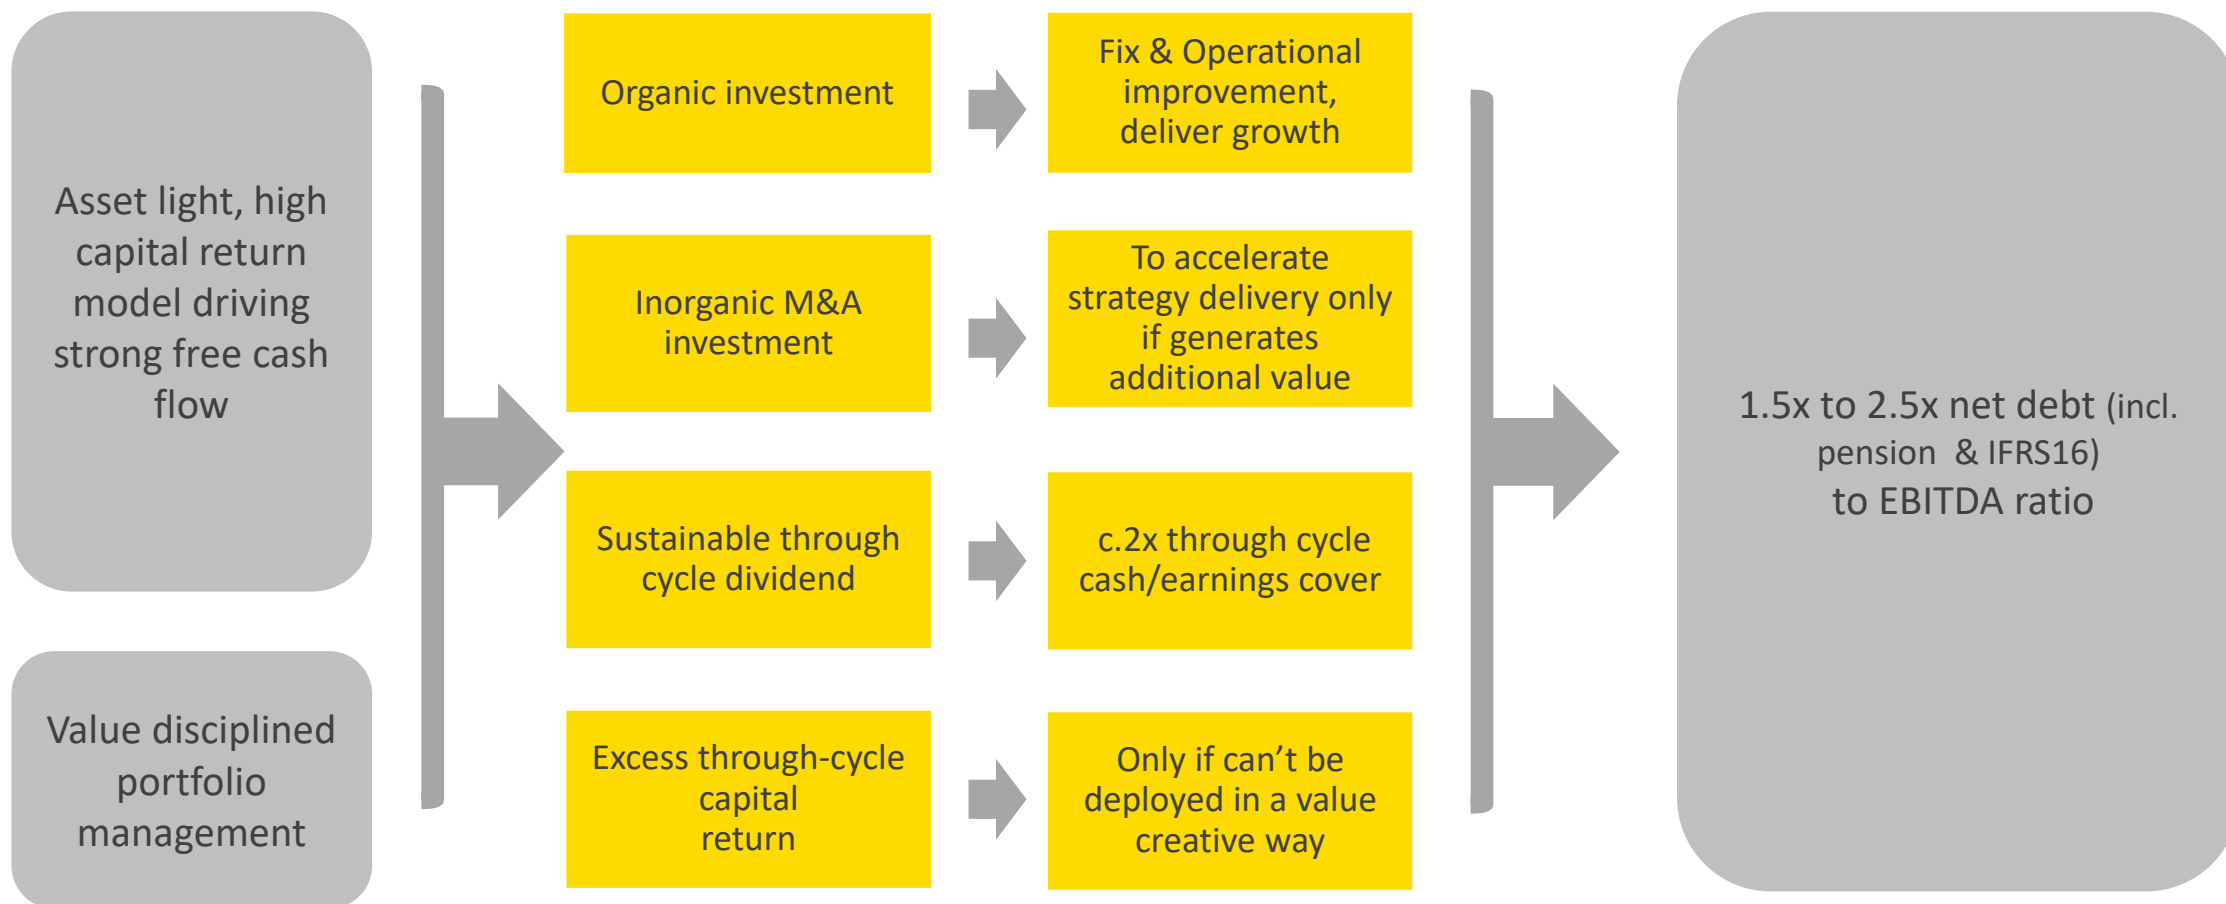 Asset light, high
capital return
model driving
strong free cash
flow
Value disciplined
portfolio
management
Organic investment
Fix & Operational
improvement,
deliver growth
Inorganic M&A
investment
To accelerate
strategy delivery only
if generates
additional value
Sustainable through
cycle dividend
c.2x through cycle
cash/earnings cover
Excess through-cycle
capital
return
Only if can’t be
deployed in a value
creative way
1.5x to 2.5x net debt (incl.
pension & IFRS16)
to EBITDA ratio